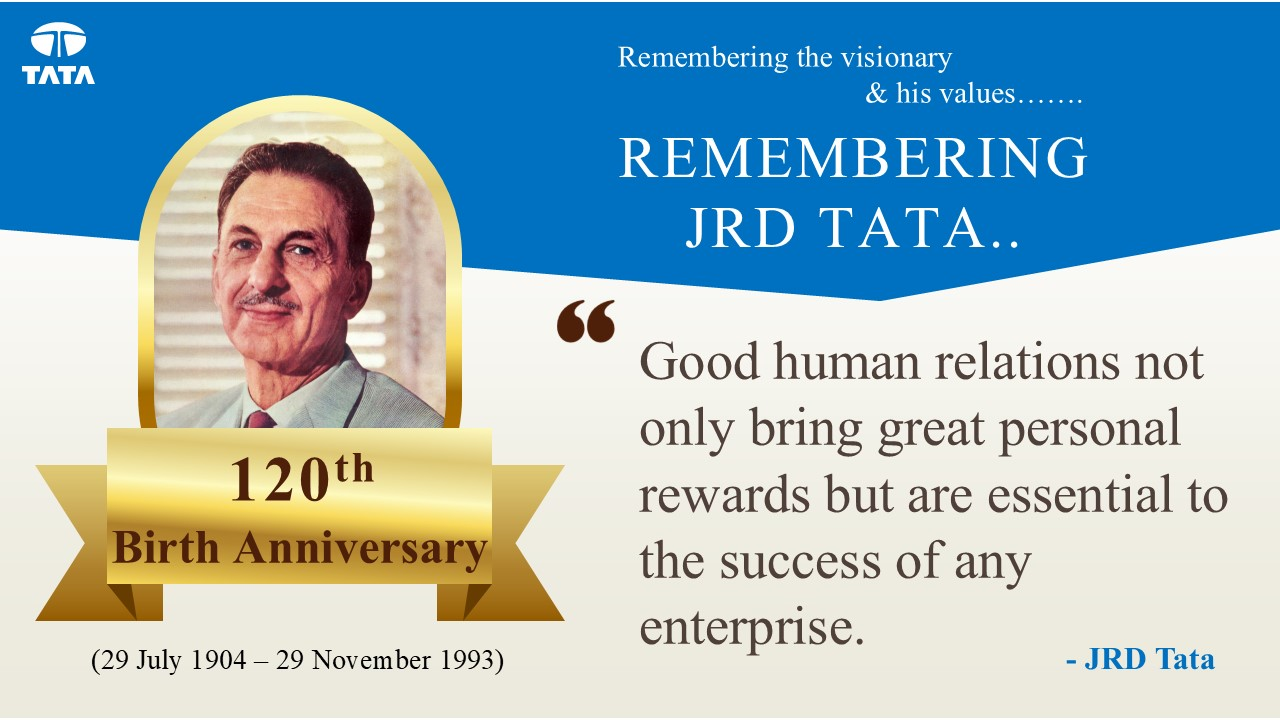 TATA
Remembering the visionary
& his values…….
REMEMBERING
JRD TATA..
“
Good human relations not
only bring great personal
rewards but are essential to
the success of any
enterprise.
- JRD Tata
120th
Birth Anniversary
(29 July 1904 – 29 November 1993)